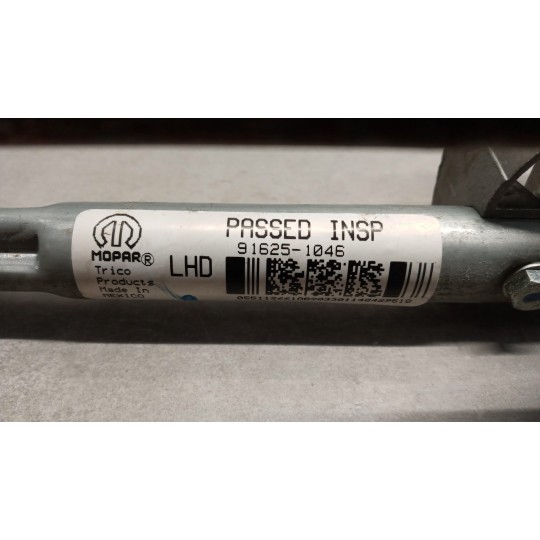 MOPAR®
Trico
Products
Made In
MEXICO
LHD
PASSED INSP
91625-1046